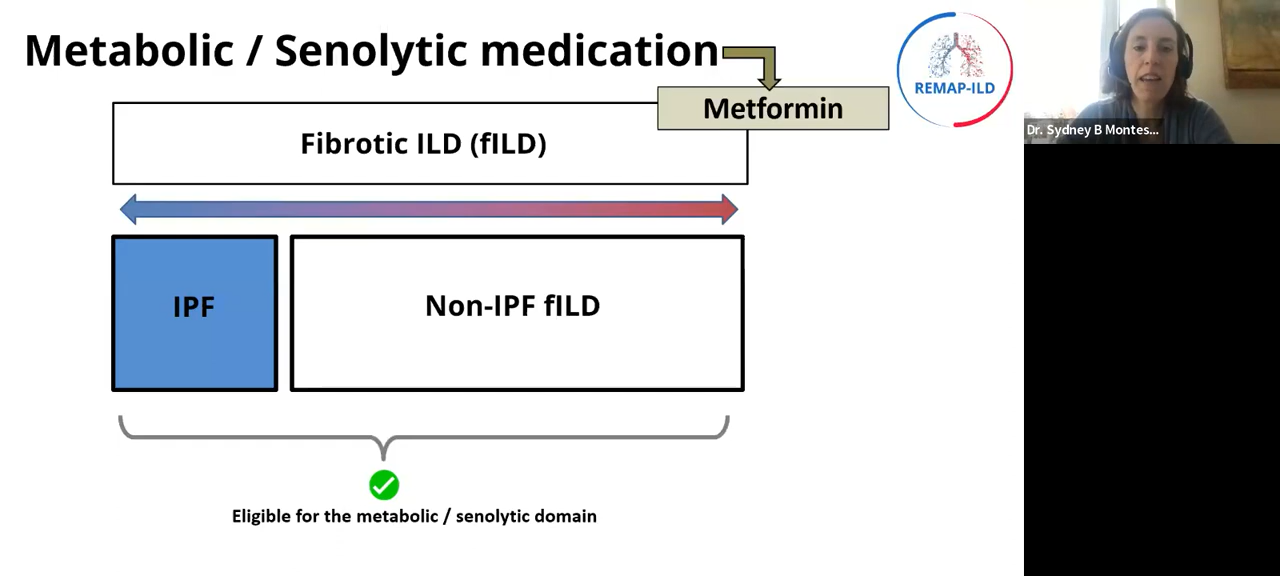 Metabolic / Senolytic medication
REMAP-ILD
Metformin
Fibrotic ILD (fILD)
IPF
Non-IPF fILD
Eligible for the metabolic / senolytic domain
Dr. Sydney B Montes...